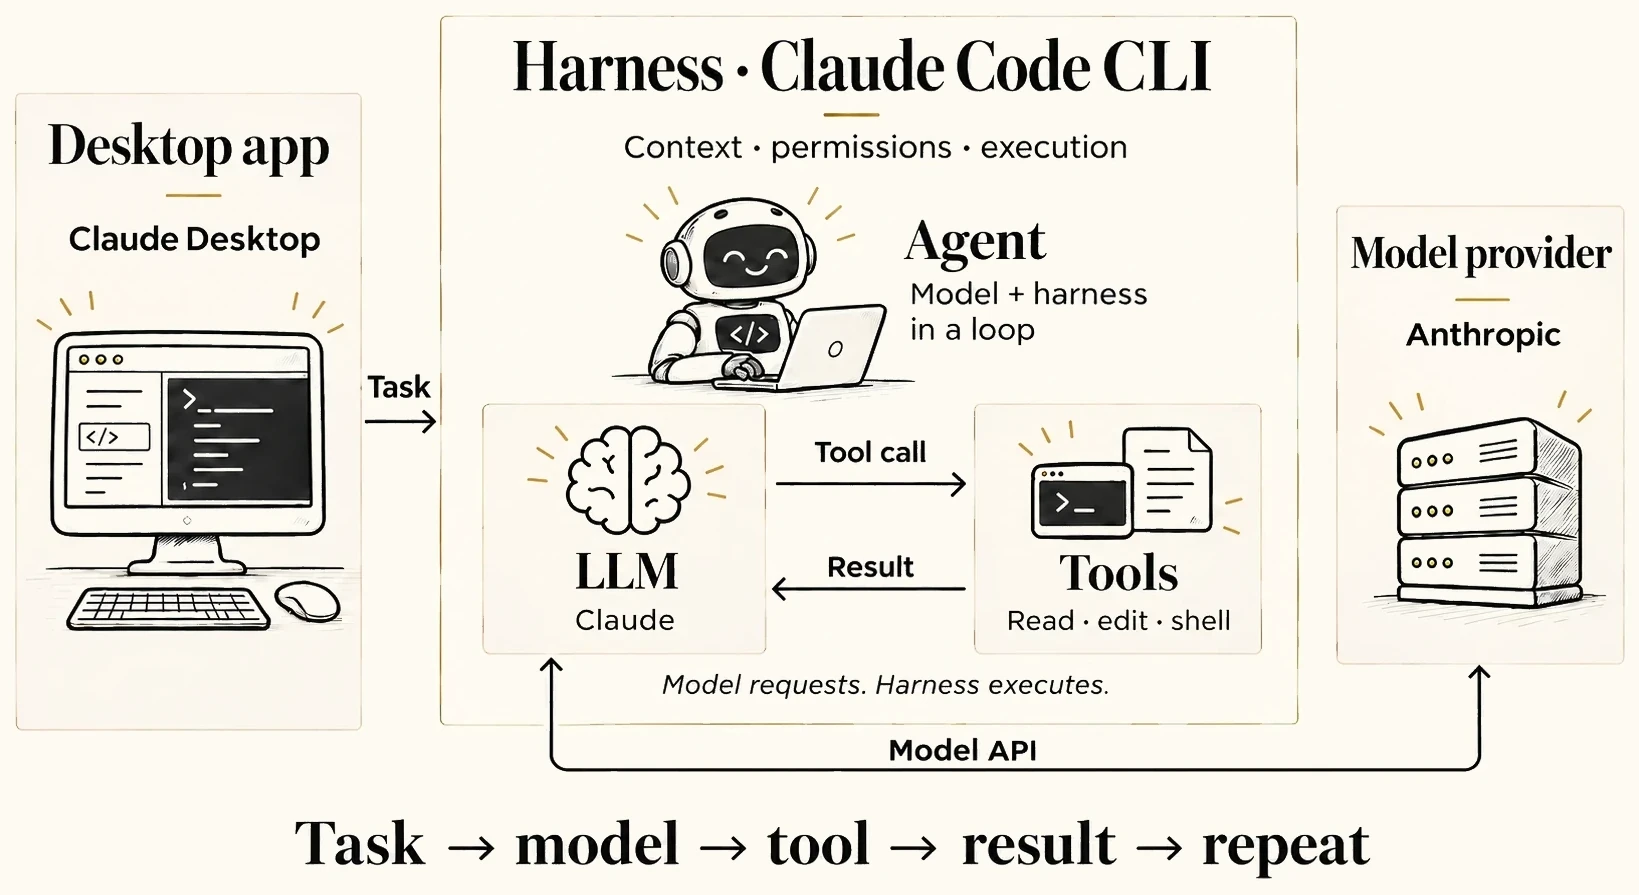 Harness · Claude Code CLI
Context · permissions · execution
Desktop app
Claude Desktop
</>
Task
Agent
Model + harness
in a loop
</>
LLM
Claude
Tool call
Result
Tools
Read · edit · shell
Model requests. Harness executes.
Model provider
Anthropic
Model API
Task → model → tool → result → repeat